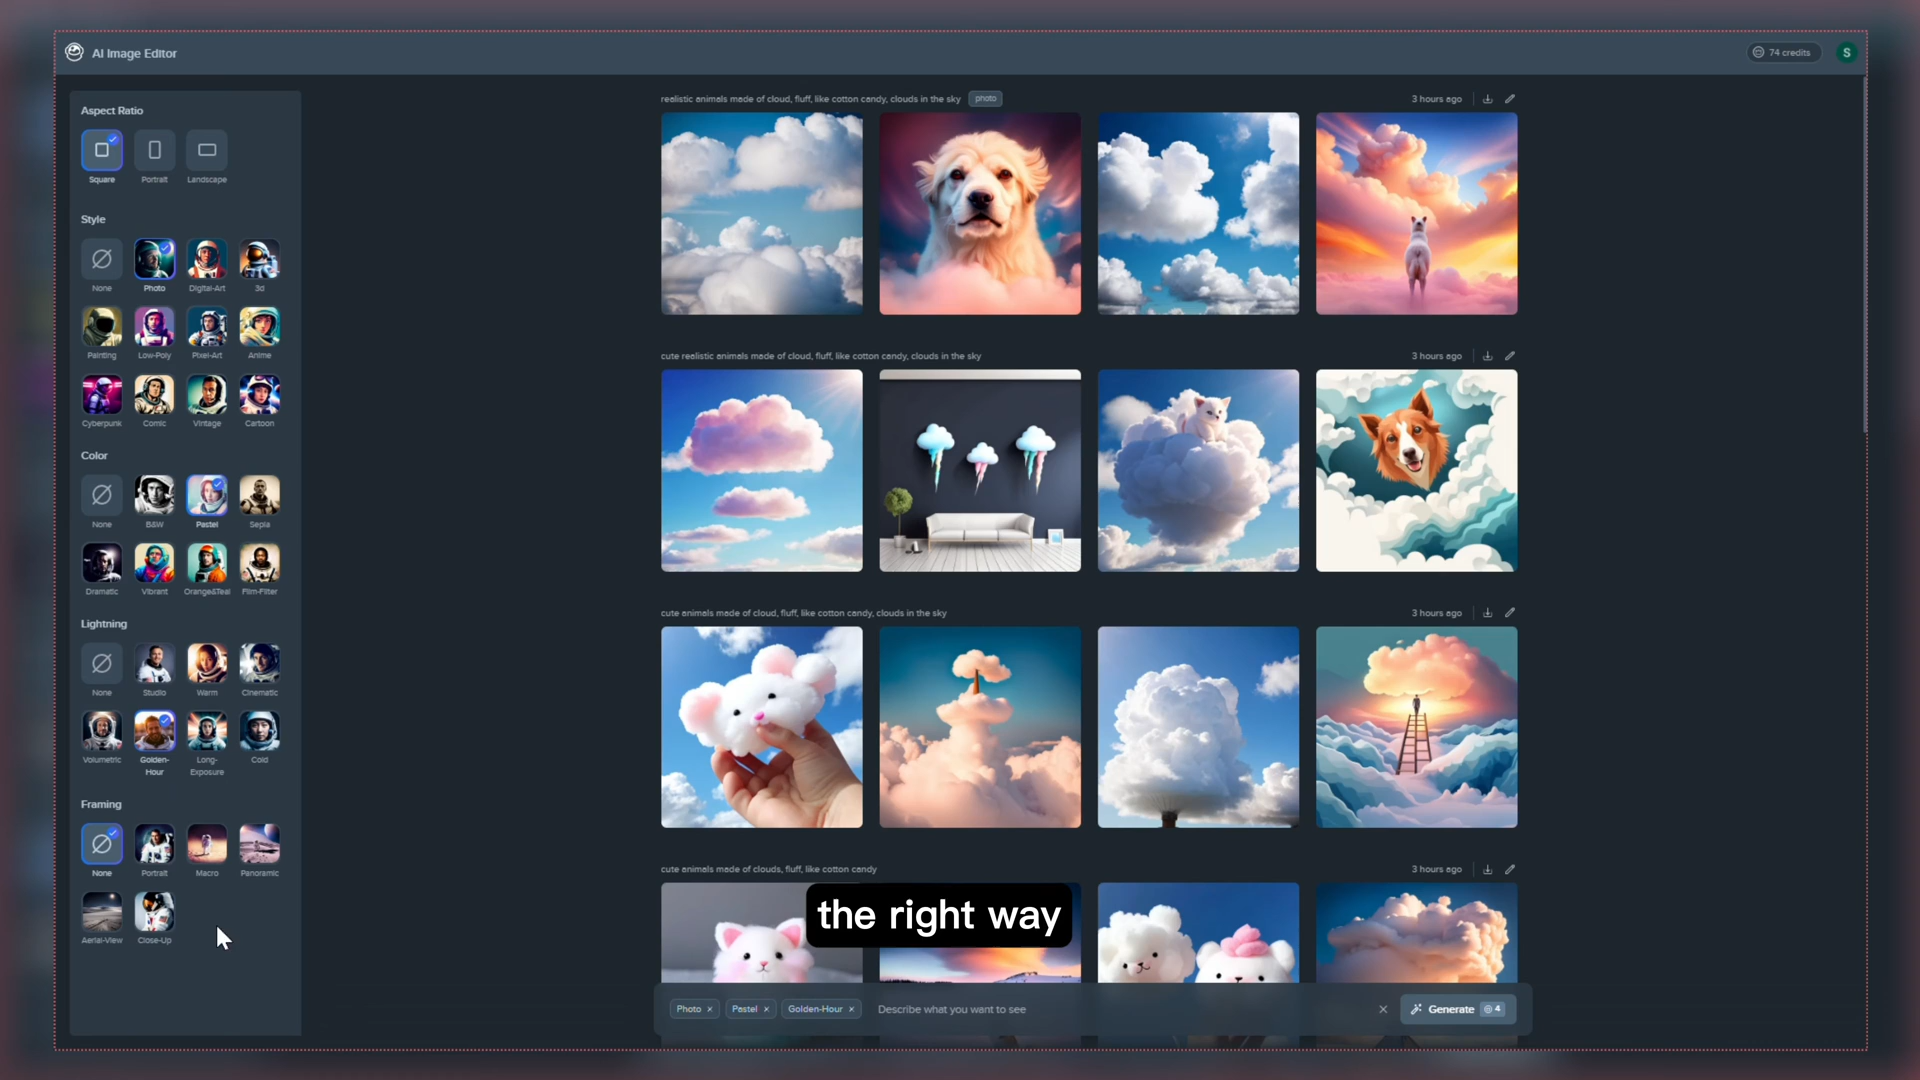 AI Image Editor
74 credits
S
Aspect Ratio
Square
Portrait
Landscape
Style
None
Photo
Digital-Art
3d
Painting
Low-Poly
Pixel-Art
Anime
Cyberpunk
Comic
Vintage
Cartoon
Color
None
B&W
Pastel
Sepia
Dramatic
Vibrant
Orange&Teal
Film-Filter
Lightning
None
Studio
Warm
Cinematic
Volumetric
Golden-
Hour
Long-
Exposure
Cold
Framing
None
Portrait
Macro
Panoramic
Aerial-View
Close-Up
realistic animals made of cloud, fluff, like cotton candy, clouds in the sky
photo
3 hours ago
cute realistic animals made of cloud, fluff, like cotton candy, clouds in the sky
3 hours ago
cute animals made of cloud, fluff, like cotton candy, clouds in the sky
3 hours ago
cute animals made of clouds, fluff, like cotton candy
3 hours ago
the right way
Photo ×
Pastel ×
Golden-Hour ×
Describe what you want to see
Generate
4